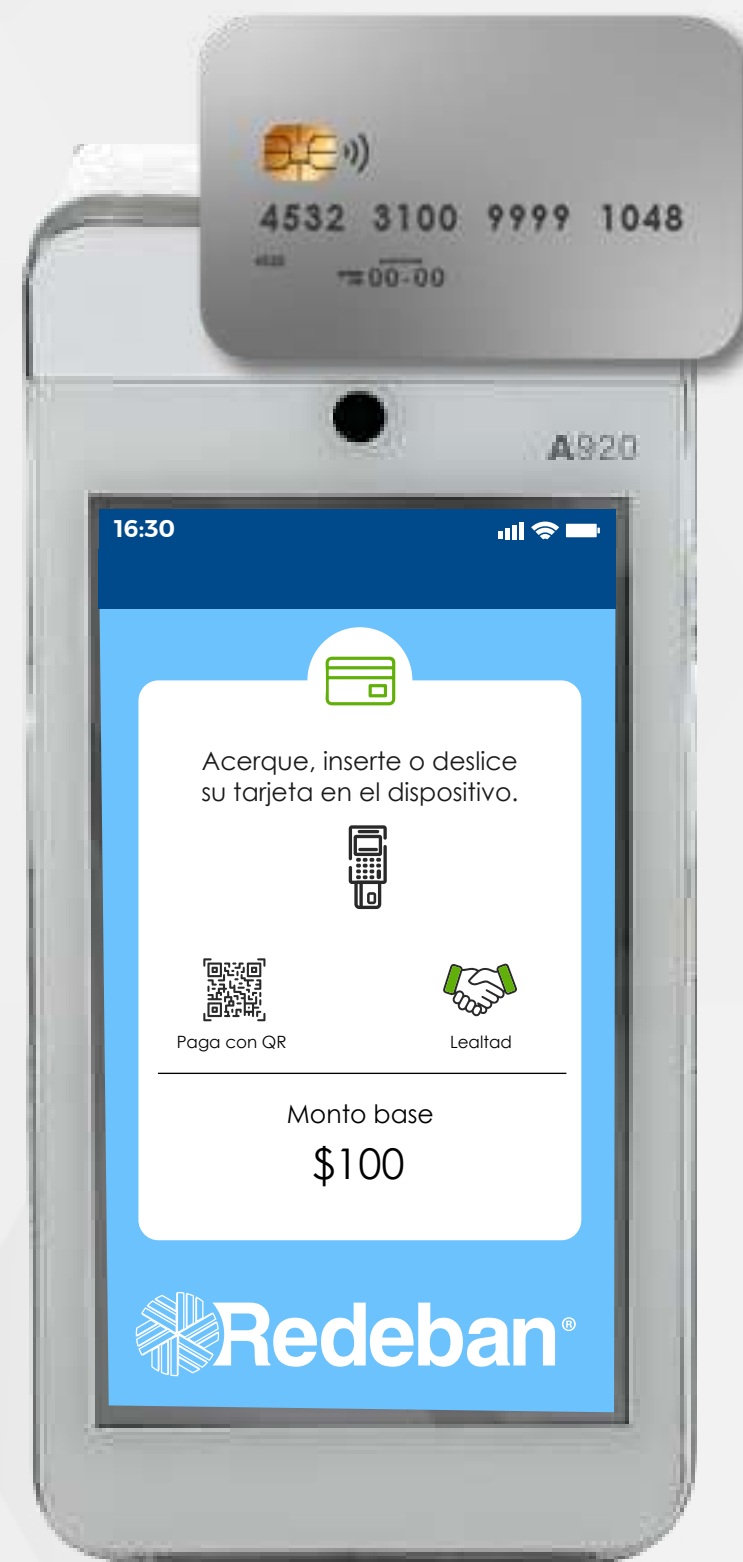 4532 3100 9999 1048
00-00
A920
16:30
Acerque, inserte o deslice
su tarjeta en el dispositivo.
Paga con QR
Lealtad
Monto base
$100
Redeban®